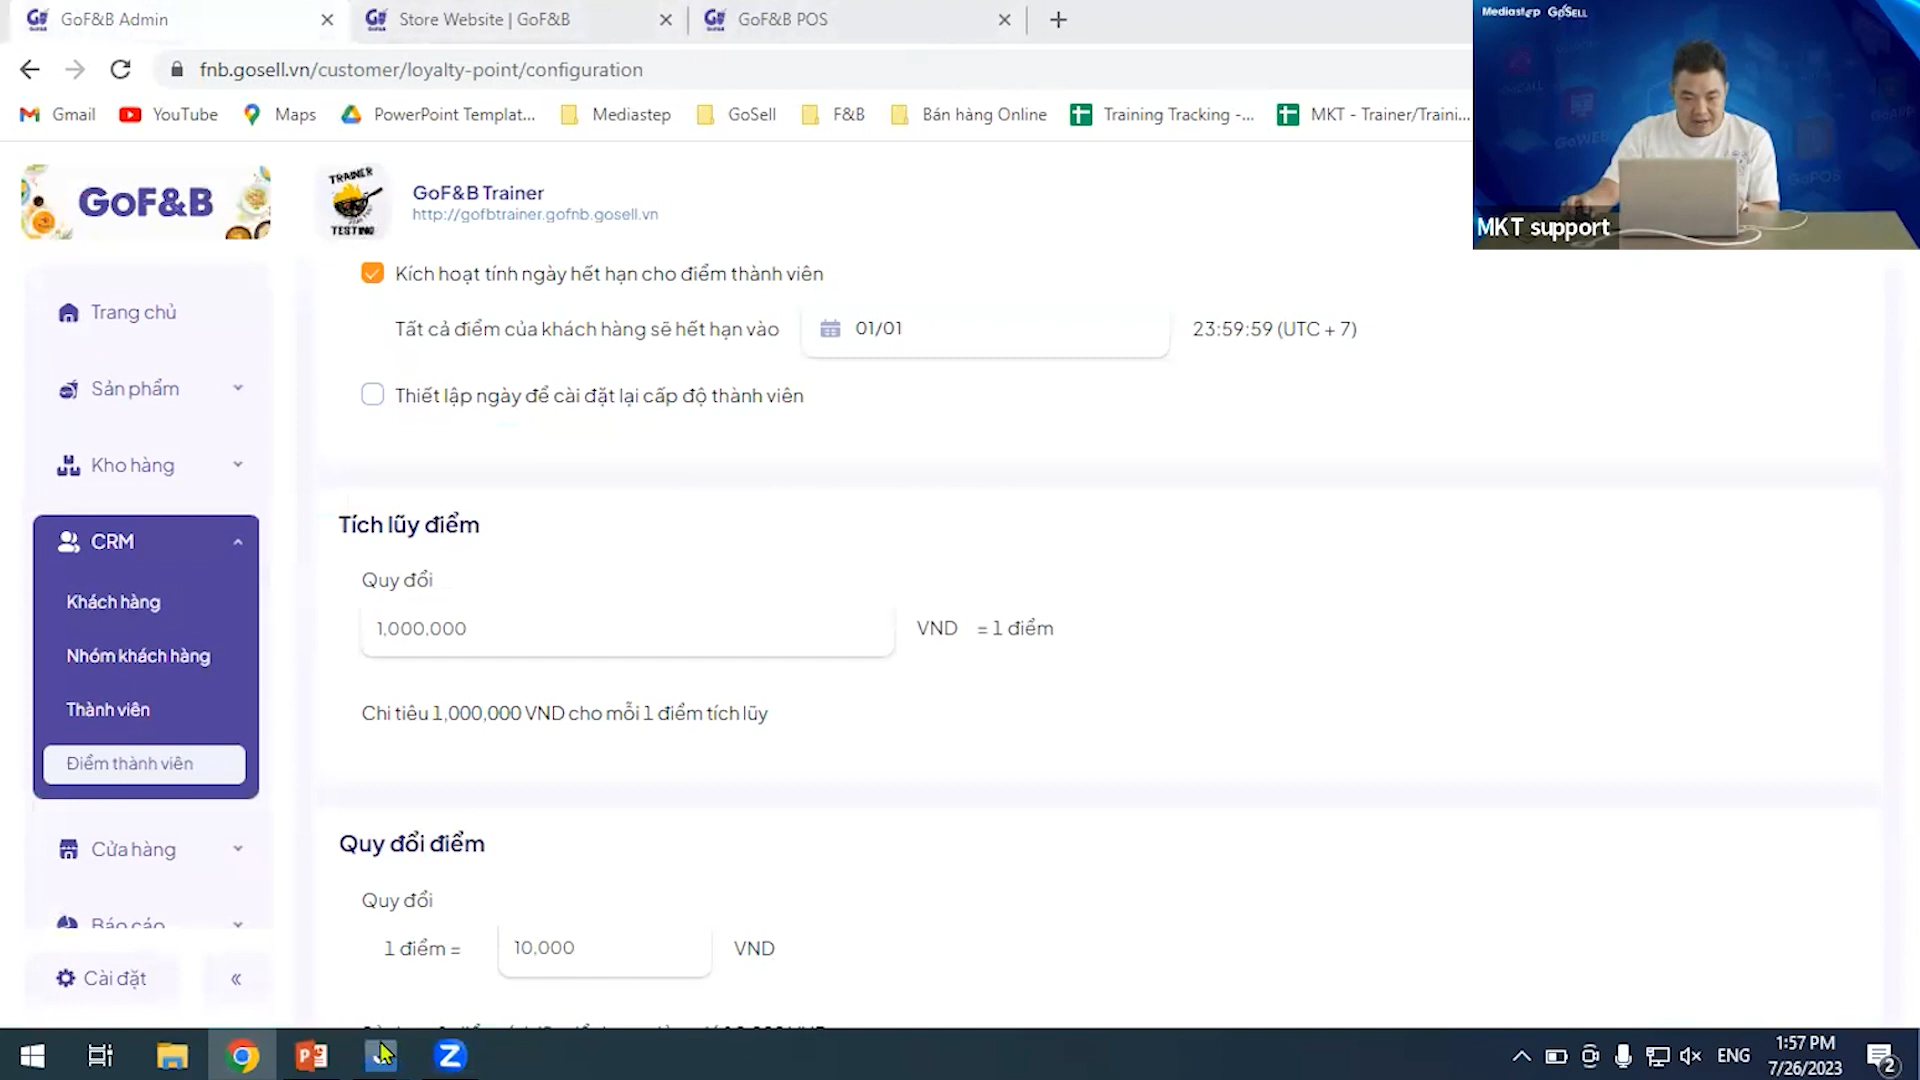 GoF&B Admin
Store Website | GoF&B
GoF&B POS
fnb.gosell.vn/customer/loyalty-point/configuration
Gmail
YouTube
Maps
PowerPoint Templat...
Mediastep
GoSell
F&B
Bán hàng Online
Training Tracking -...
MKT - Trainer/Traini...
Mediastep GoSELL
MKT support
GoF&B
TRAINER
TESTING
GoF&B Trainer
http://gofbtrainer.gofnb.gosell.vn
Trang chủ
Sản phẩm
Kho hàng
CRM
Khách hàng
Nhóm khách hàng
Thành viên
Điểm thành viên
Cửa hàng
Báo cáo
Cài đặt
Kích hoạt tính ngày hết hạn cho điểm thành viên
Tất cả điểm của khách hàng sẽ hết hạn vào 01/01 23:59:59 (UTC + 7)
Thiết lập ngày để cài đặt lại cấp độ thành viên
Tích lũy điểm
Quy đổi
1,000,000 VND = 1 điểm
Chi tiêu 1,000,000 VND cho mỗi 1 điểm tích lũy
Quy đổi điểm
Quy đổi
1 điểm = 10,000 VND
ENG
1:57 PM
7/26/2023
2